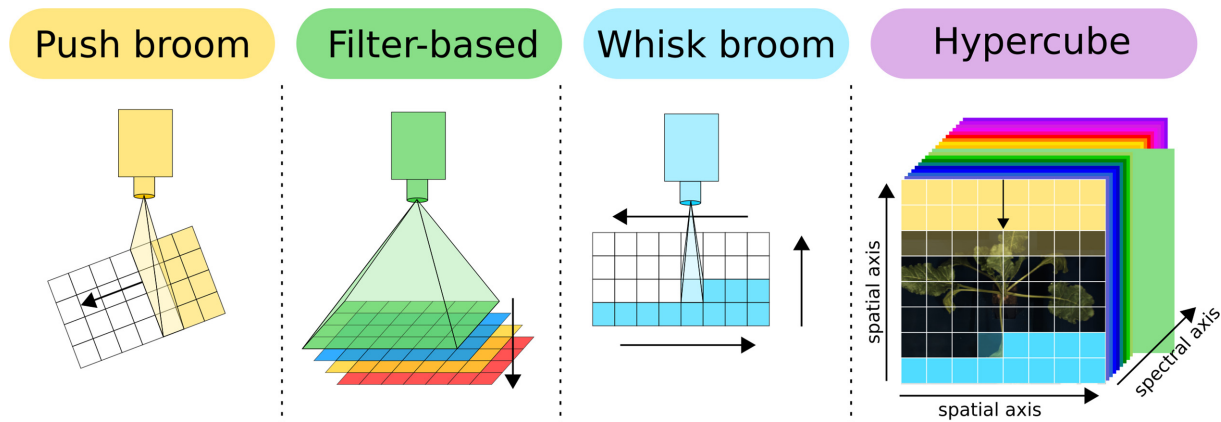 Push broom
Filter-based
Whisk broom
Hypercube
spatial axis
spectral axis
spatial axis